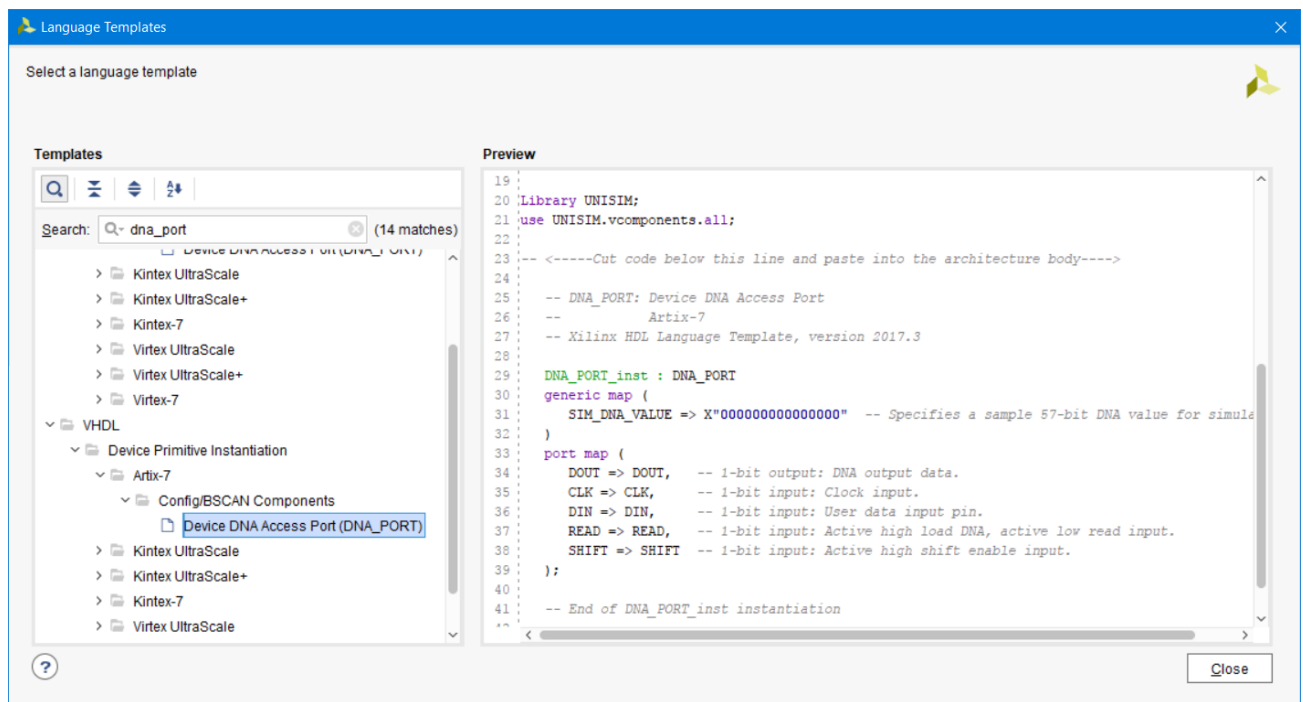 Language Templates
Select a language template
Templates
Search: dna_port (14 matches)
Device DNA Access Port (DNA_PORT)
Kintex UltraScale
Kintex UltraScale+
Kintex-7
Virtex UltraScale
Virtex UltraScale+
Virtex-7
VHDL
Device Primitive Instantiation
Artix-7
Config/BSCAN Components
Device DNA Access Port (DNA_PORT)
Kintex UltraScale
Kintex UltraScale+
Kintex-7
Virtex UltraScale
Preview
19
20 Library UNISIM;
21 use UNISIM.vcomponents.all;
22
23 -- <-----Cut code below this line and paste into the architecture body---->
24
25 -- DNA_PORT: Device DNA Access Port
26 -- Artix-7
27 -- Xilinx HDL Language Template, version 2017.3
28
29 DNA_PORT_inst : DNA_PORT
30 generic map (
31 SIM_DNA_VALUE => X"000000000000000" -- Specifies a sample 57-bit DNA value for simula
32 )
33 port map (
34 DOUT => DOUT, -- 1-bit output: DNA output data.
35 CLK => CLK, -- 1-bit input: Clock input.
36 DIN => DIN, -- 1-bit input: User data input pin.
37 READ => READ, -- 1-bit input: Active high load DNA, active low read input.
38 SHIFT => SHIFT -- 1-bit input: Active high shift enable input.
39 );
40
41 -- End of DNA_PORT_inst instantiation
?
Close